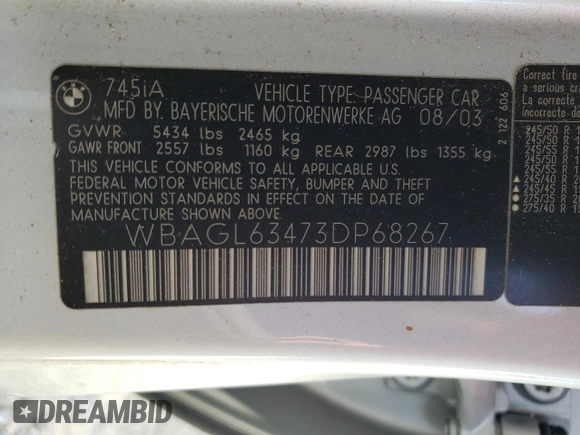 745iA VEHICLE TYPE: PASSENGER CAR
MFD BY. BAYERISCHE MOTORENWERKE AG 08/03
GVWR 5434 lbs 2465 kg
GAWR FRONT 2557 lbs 1160 kg REAR 2987 lbs 1355 kg
THIS VEHICLE CONFORMS TO ALL APPLICABLE U.S.
FEDERAL MOTOR VEHICLE SAFETY, BUMPER AND THEFT
PREVENTION STANDARDS IN EFFECT ON THE DATE OF
MANUFACTURE SHOWN ABOVE.
WBAGL63473DP68267
2 122 606
Correct tire
a serious cra
La correcte
incorrecte-d
245/50 R
245/50 R
245/55 R
245/55 R
245/40
245/45
275/35
275/40
DREAMBID